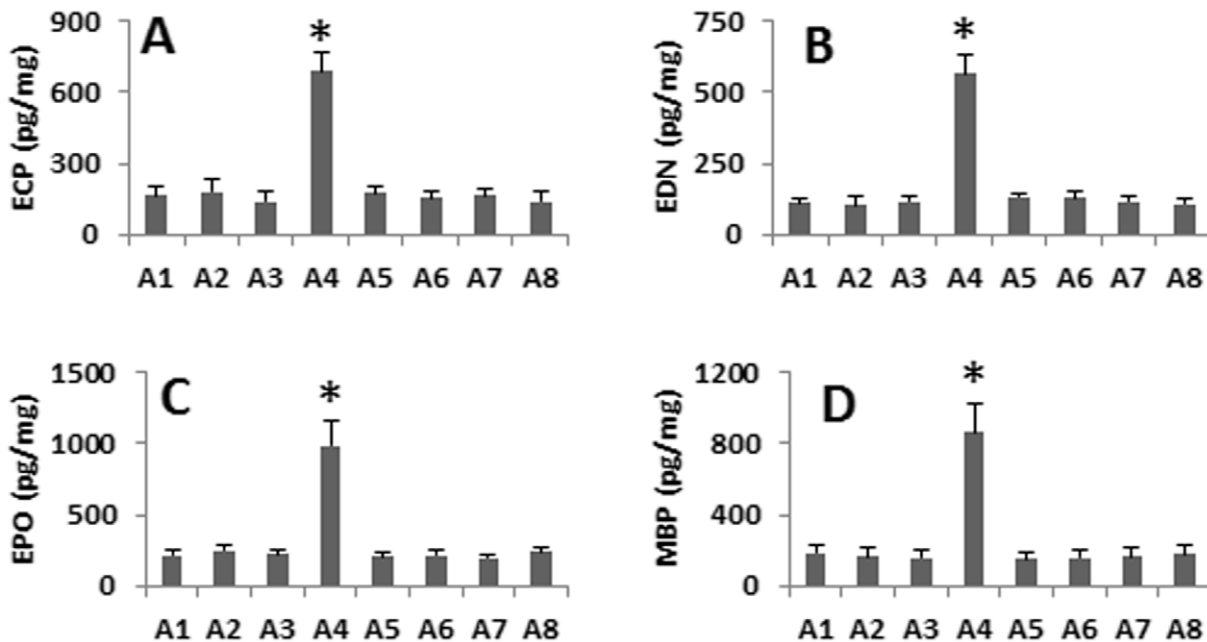 A
ECP (pg/mg)
900
600
300
0
*
A1 A2 A3 A4 A5 A6 A7 A8
B
EDN (pg/mg)
750
500
250
0
*
A1 A2 A3 A4 A5 A6 A7 A8
C
EPO (pg/mg)
1500
1000
500
0
*
A1 A2 A3 A4 A5 A6 A7 A8
D
MBP (pg/mg)
1200
800
400
0
*
A1 A2 A3 A4 A5 A6 A7 A8